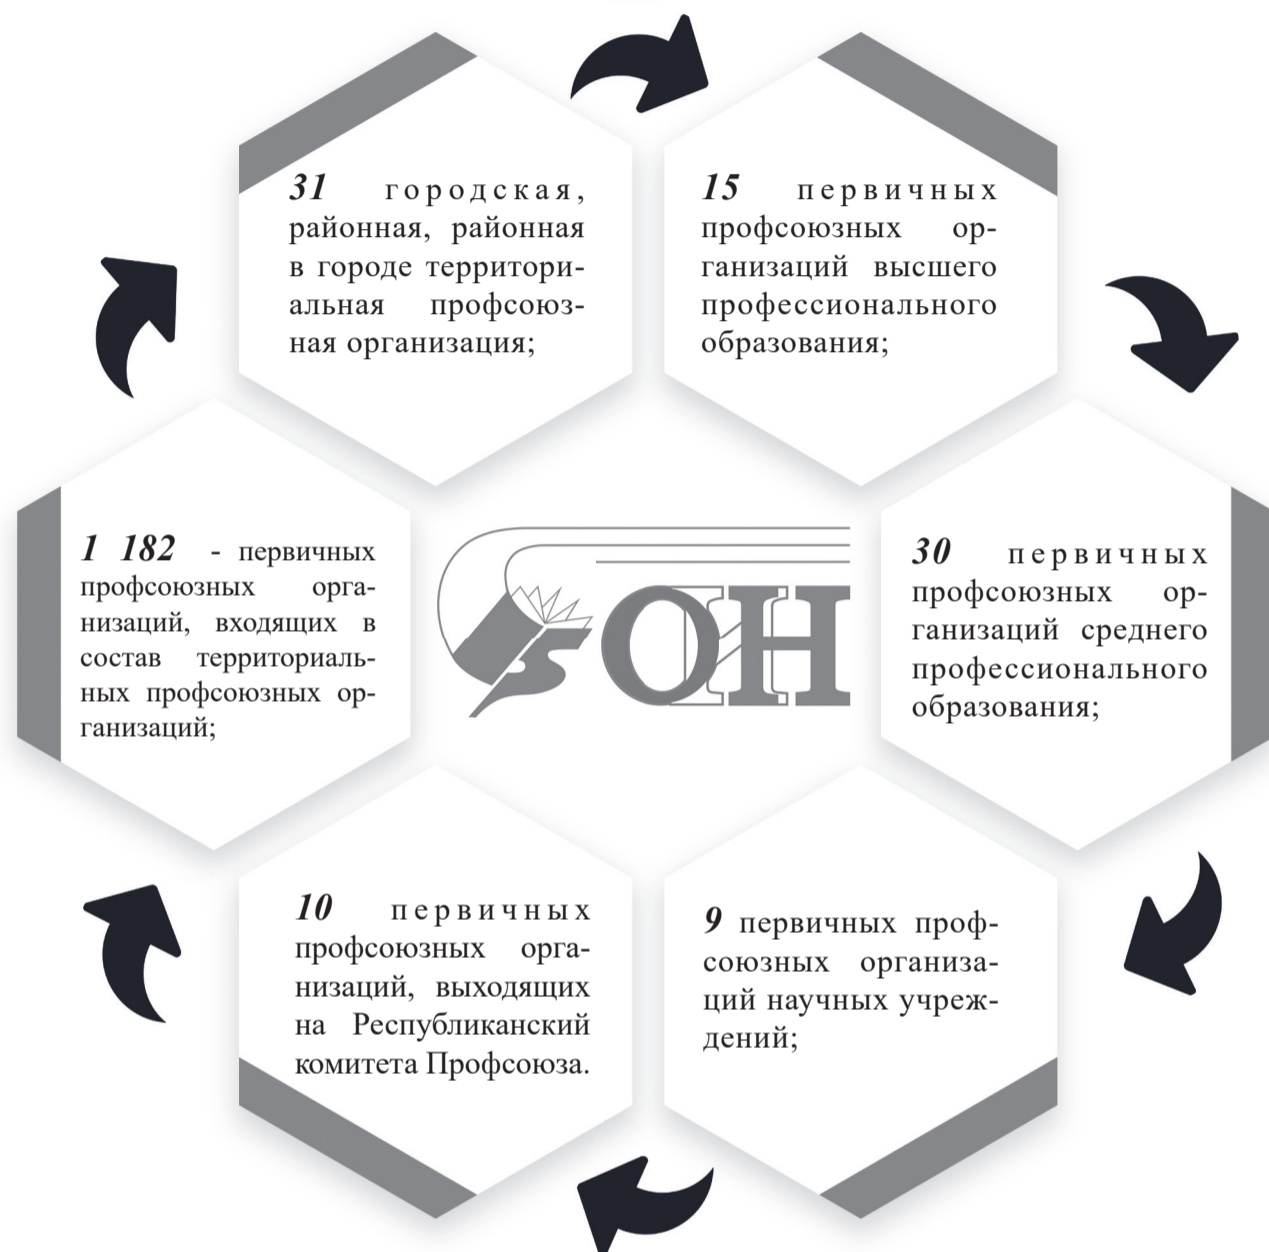 31 городская,
районная, районная
в городе территори-
альная профсоюз-
ная организация;
15 первичных
профсоюзных ор-
ганизаций высшего
профессионального
образования;
30 первичных
профсоюзных ор-
ганизаций среднего
профессионального
образования;
9 первичных проф-
союзных организа-
ций научных учреж-
дений;
10 первичных
профсоюзных орга-
низаций, выходящих
на Республиканский
комитета Профсоюза.
1 182 - первичных
профсоюзных орга-
низаций, входящих в
состав территориаль-
ных профсоюзных ор-
ганизаций;
ОН